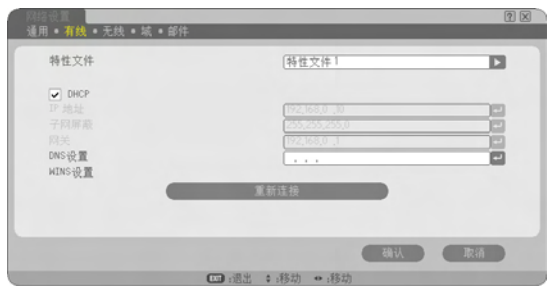 网络设置
通用 • 有线 • 无线 • 域 • 部件
特性文件 特性文件1
DHCP
IP 地址 192.168.0 .10
子网屏蔽 255.255.255.0
网关 192.168.0 .1
DNS设置 . . .
WINS设置
重新连接
确认 取消
EXIT :退出 :移动 :移动